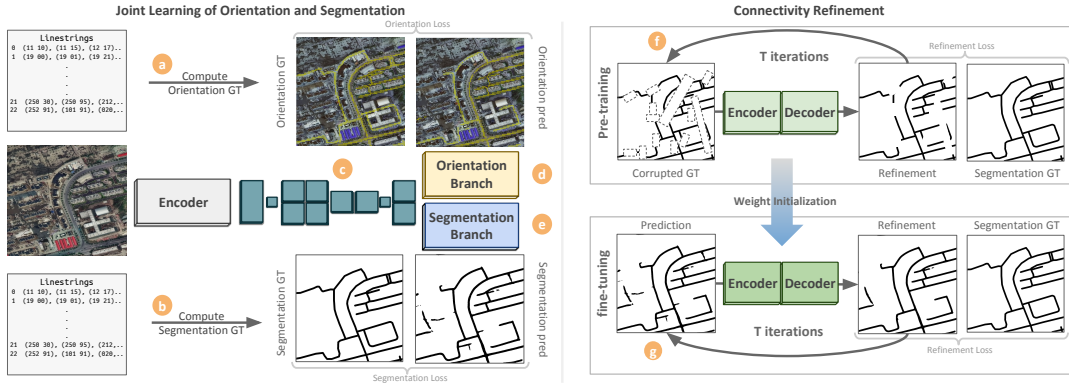 Joint Learning of Orientation and Segmentation
Linestrings
0 (11 10), (11 15), (12 17)..
1 (19 00), (19 01), (19 21)..
.
.
.
.
21 (250 30), (250 95), (212,..
22 (252 91), (101 91), (020,..
a
Compute
Orientation GT
Orientation Loss
Orientation GT
Orientation pred
Encoder
c
Orientation
Branch
d
Segmentation
Branch
e
Linestrings
0 (11 10), (11 15), (12 17)..
1 (19 00), (19 01), (19 21)..
.
.
.
.
21 (250 30), (250 95), (212,..
22 (252 91), (101 91), (020,..
b
Compute
Segmentation GT
Segmentation GT
Segmentation pred
Segmentation Loss
Connectivity Refinement
Pre-training
f
T iterations
Refinement Loss
Encoder
Decoder
Corrupted GT
Refinement
Segmentation GT
Weight Initialization
fine-tuning
Prediction
Refinement
Segmentation GT
Encoder
Decoder
T iterations
g
Refinement Loss